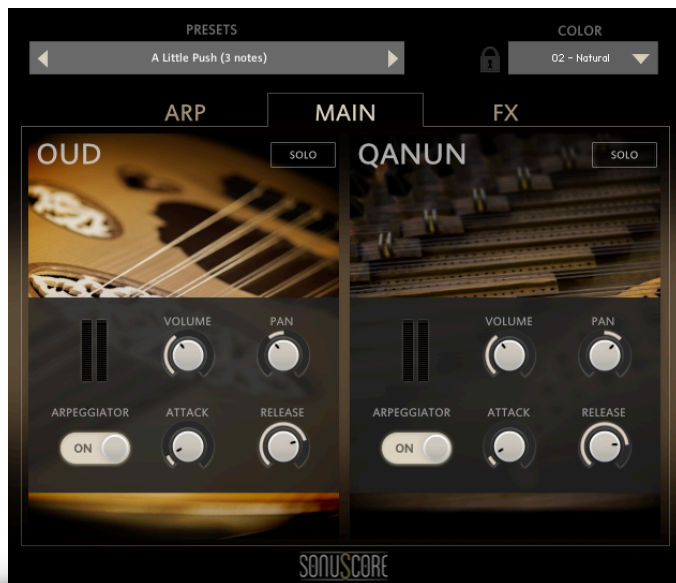 PRESETS
COLOR
A Little Push (3 notes)
02 - Natural
ARP
MAIN
FX
OUD
SOLO
QANUN
SOLO
VOLUME
PAN
VOLUME
PAN
ARPEGGIATOR
ATTACK
RELEASE
ARPEGGIATOR
ATTACK
RELEASE
ON
ON
SONUSCORE